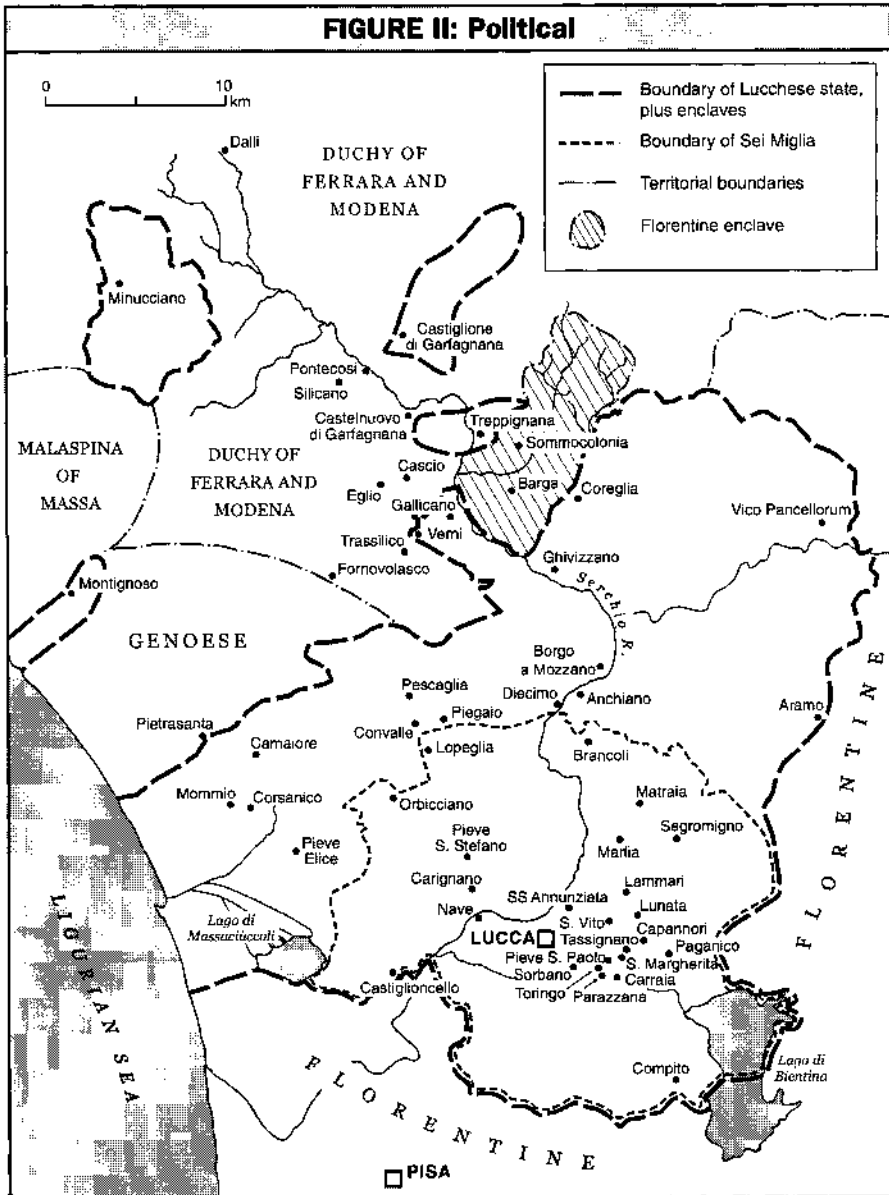 FIGURE II: Political
0 10
km
Boundary of Lucchese state,
plus enclaves
Boundary of Sei Miglia
Territorial boundaries
Florentine enclave
Dalli
DUCHY OF
FERRARA AND
MODENA
Minucciano
Castiglione
di Garfagnana
Pontecosi
Silicano
Castelnuovo
di Garfagnana
Treppignana
Sommocolonia
MALASPINA
OF
MASSA
DUCHY OF
FERRARA AND
MODENA
Cascio
Eglio
Barga
Coreglia
Gallicano
Vico Pancellorum
Verni
Trassilico
Fornovolasco
Ghivizzano
Montignoso
Serchio R.
GENOESE
Borgo
a Mozzano
Pescaglia
Diecimo
Anchiano
Piegaio
Aramo
Pietrasanta
Convalle
Camaiore
Lopeglia
Brancoli
Mommio
Corsanico
Orbicciano
Matraia
Pieve
S. Stefano
Segromigno
Pieve
Elice
Marlia
Carignano
Lammari
SS Annunziata
Nave
Lunata
S. Vito
Lago di
Massaciuccoli
LUCCA
Capannori
Tassignano
Paganico
Pieve S. Paolo
S. Margherita
Sorbano
Carraia
Toringo
Parazzana
Castiglioncello
FLORENTINE
LIGURIAN SEA
Compito
Lago di
Bientina
FLORENTINE
PISA